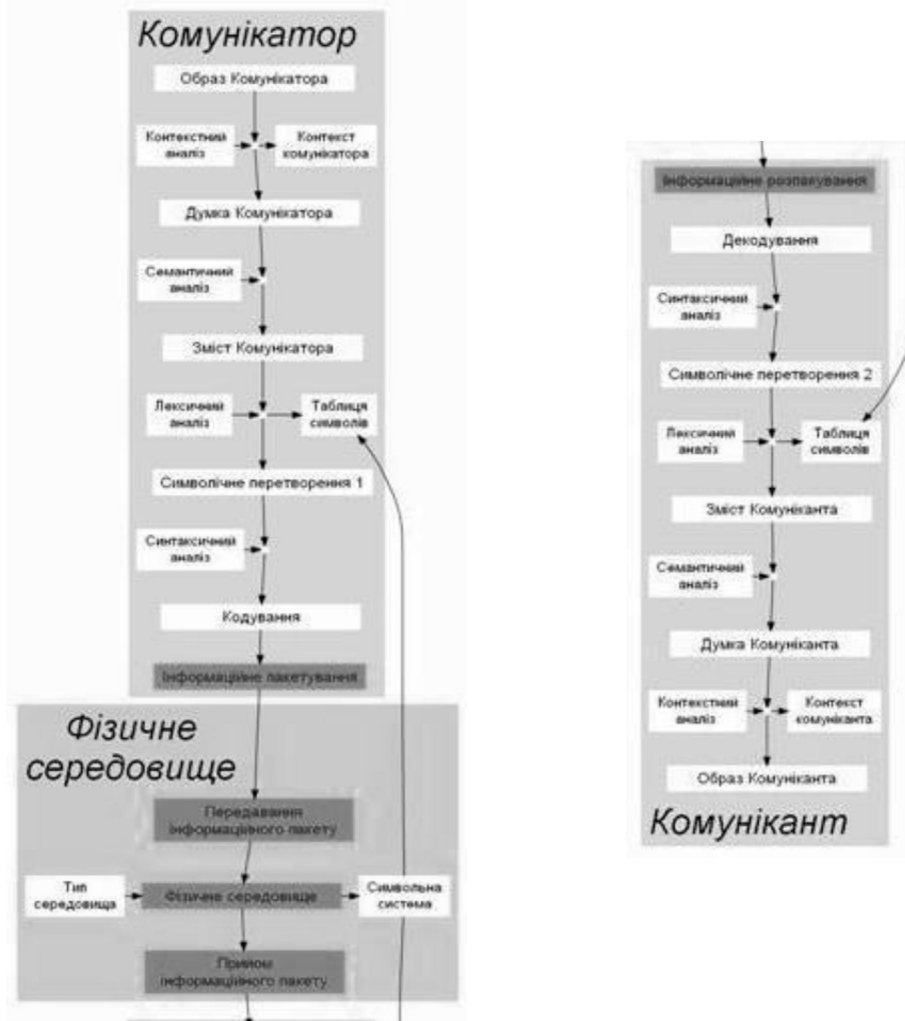 Комунікатор
Образ Комунікатора
Контекстний
аналіз
Контекст
комунікатора
Думка Комунікатора
Семантичний
аналіз
Зміст Комунікатора
Лексичний
аналіз
Таблиця
символів
Символічне перетворення 1
Синтаксичний
аналіз
Кодування
Інформаційне пакетування
Фізичне
середовище
Передавання
інформаційного пакету
Тип
середовища
Фізичне середовище
Символьна
система
Прийом
інформаційного пакету
Інформаційне розпакування
Декодування
Синтаксичний
аналіз
Символічне перетворення 2
Лексичний
аналіз
Таблиця
символів
Зміст Комуніканта
Семантичний
аналіз
Думка Комуніканта
Контекстний
аналіз
Контекст
комуніканта
Образ Комуніканта
Комунікант